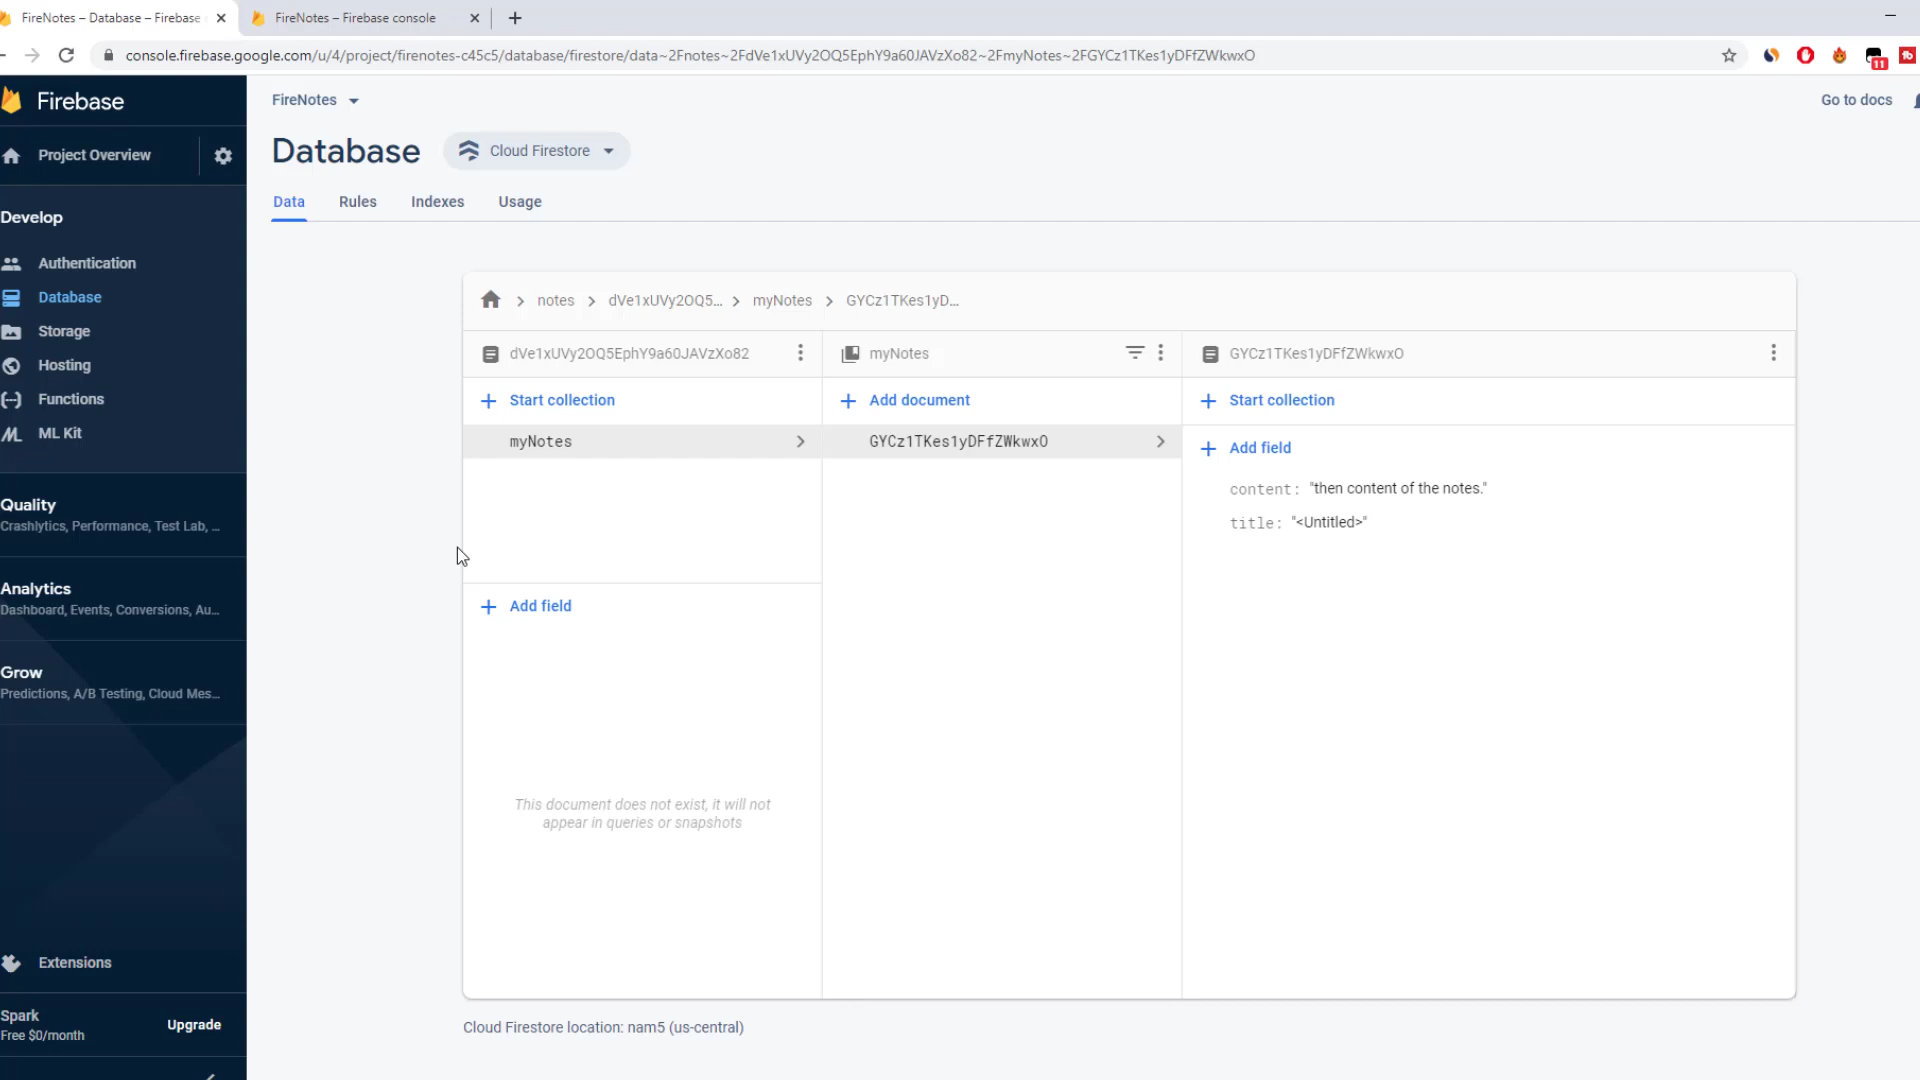 FireNotes – Database – Firebase
FireNotes – Firebase console
console.firebase.google.com/u/4/project/firenotes-c45c5/database/firestore/data~2Fnotes~2FdVe1xUVy2OQ5EphY9a60JAVzXo82~2FmyNotes~2FGYCz1TKes1yDFfZWkwxO
11
Firebase
FireNotes
Go to docs
Project Overview
Database
Cloud Firestore
Data
Rules
Indexes
Usage
Develop
Authentication
Database
Storage
Hosting
Functions
ML Kit
Quality
Crashlytics, Performance, Test Lab, ...
Analytics
Dashboard, Events, Conversions, Au...
Grow
Predictions, A/B Testing, Cloud Mes...
Extensions
Spark
Free $0/month
Upgrade
notes
dVe1xUVy2OQ5...
myNotes
GYCz1TKes1yD...
dVe1xUVy2OQ5EphY9a60JAVzXo82
myNotes
GYCz1TKes1yDFfZWkwxO
Start collection
Add document
Start collection
myNotes
GYCz1TKes1yDFfZWkwxO
Add field
content: "then content of the notes."
title: "<Untitled>"
Add field
This document does not exist, it will not
appear in queries or snapshots
Cloud Firestore location: nam5 (us-central)